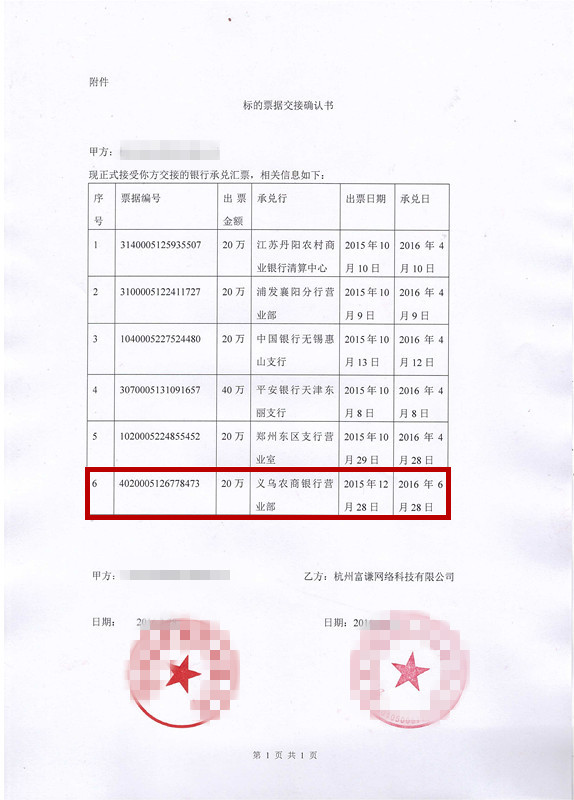 附件
标的票据交接确认书
甲方：
现正式接受你方交接的银行承兑汇票，相关信息如下：
序号 票据编号 出票金额 承兑行 出票日期 承兑日
1 3140005125935507 20万 江苏丹阳农村商业银行清算中心 2015年10月10日 2016年4月10日
2 3100005122411727 20万 浦发襄阳分行营业部 2015年10月9日 2016年4月9日
3 1040005227524480 20万 中国银行无锡惠山支行 2015年10月13日 2016年4月12日
4 3070005131091657 40万 平安银行天津东丽支行 2015年10月8日 2016年4月8日
5 1020005224855452 20万 郑州东区支行营业室 2015年10月29日 2016年4月28日
6 4020005126778473 20万 义乌农商银行营业部 2015年12月28日 2016年6月28日
甲方： 乙方：杭州富谦网络科技有限公司
日期： 日期：
第 1 页 共 1 页